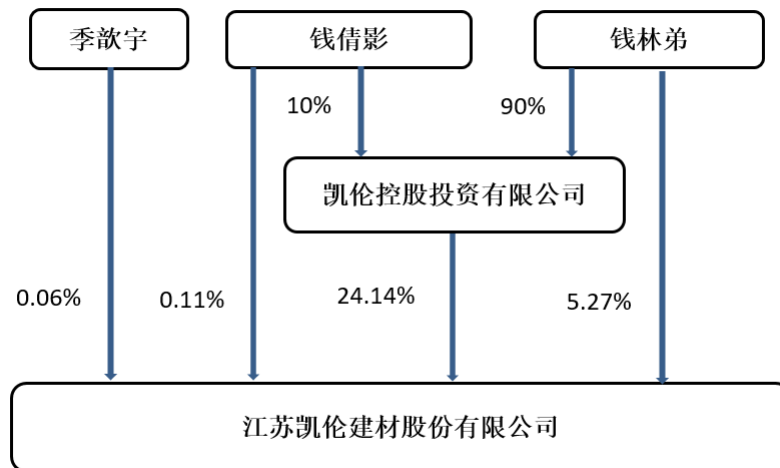 季歆宇
钱倩影
钱林弟
10%
90%
凯伦控股投资有限公司
0.06%
0.11%
24.14%
5.27%
江苏凯伦建材股份有限公司